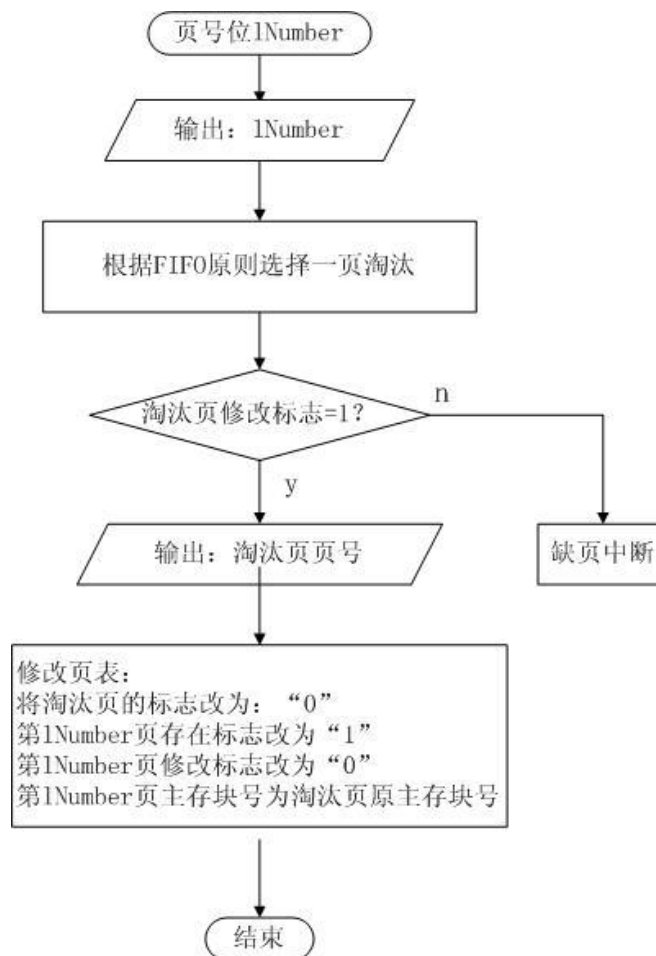 页号位lNumber
输出: lNumber
根据FIFO原则选择一页淘汰
淘汰页修改标志=1?
n
y
输出: 淘汰页页号
缺页中断
修改页表:
将淘汰页的标志改为: “0”
第lNumber页存在标志改为“1”
第lNumber页修改标志改为“0”
第lNumber页主存块号为淘汰页原主存块号
结束